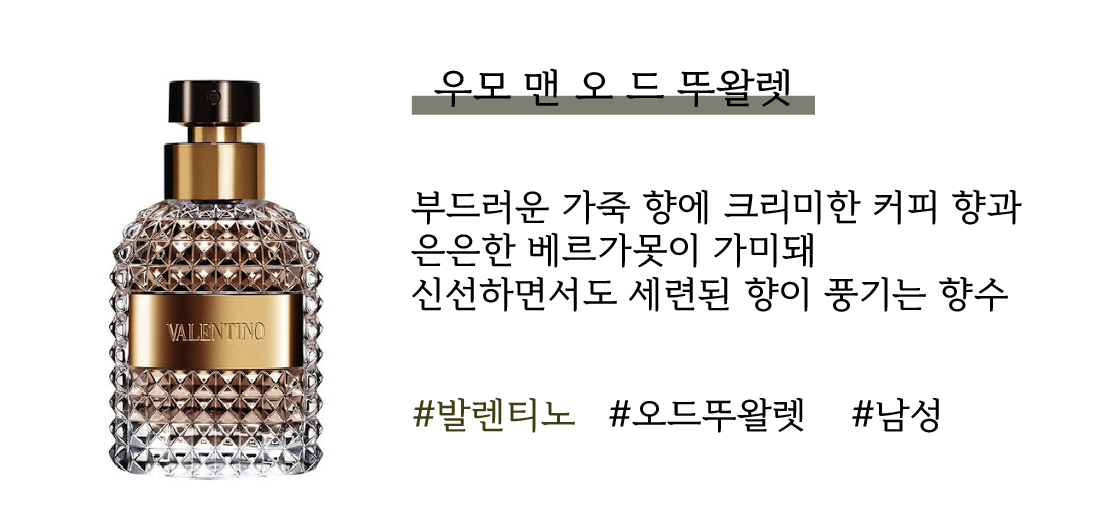 우모 맨 오 드 뚜왈렛
부드러운 가죽 향에 크리미한 커피 향과
은은한 베르가못이 가미돼
신선하면서도 세련된 향이 풍기는 향수
VALENTINO
#발렌티노 #오드뚜왈렛 #남성